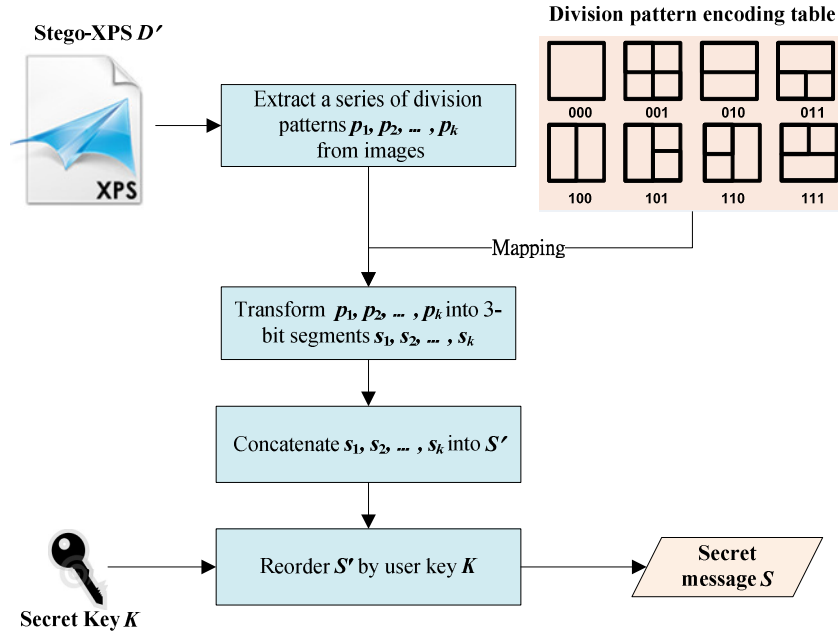 Stego-XPS D′
Division pattern encoding table
XPS
Extract a series of division
patterns p1, p2, ... , pk
from images
000 001 010 011
100 101 110 111
Mapping
Transform p1, p2, ... , pk into 3-
bit segments s1, s2, ... , sk
Concatenate s1, s2, ... , sk into S′
Reorder S′ by user key K
Secret
message S
Secret Key K